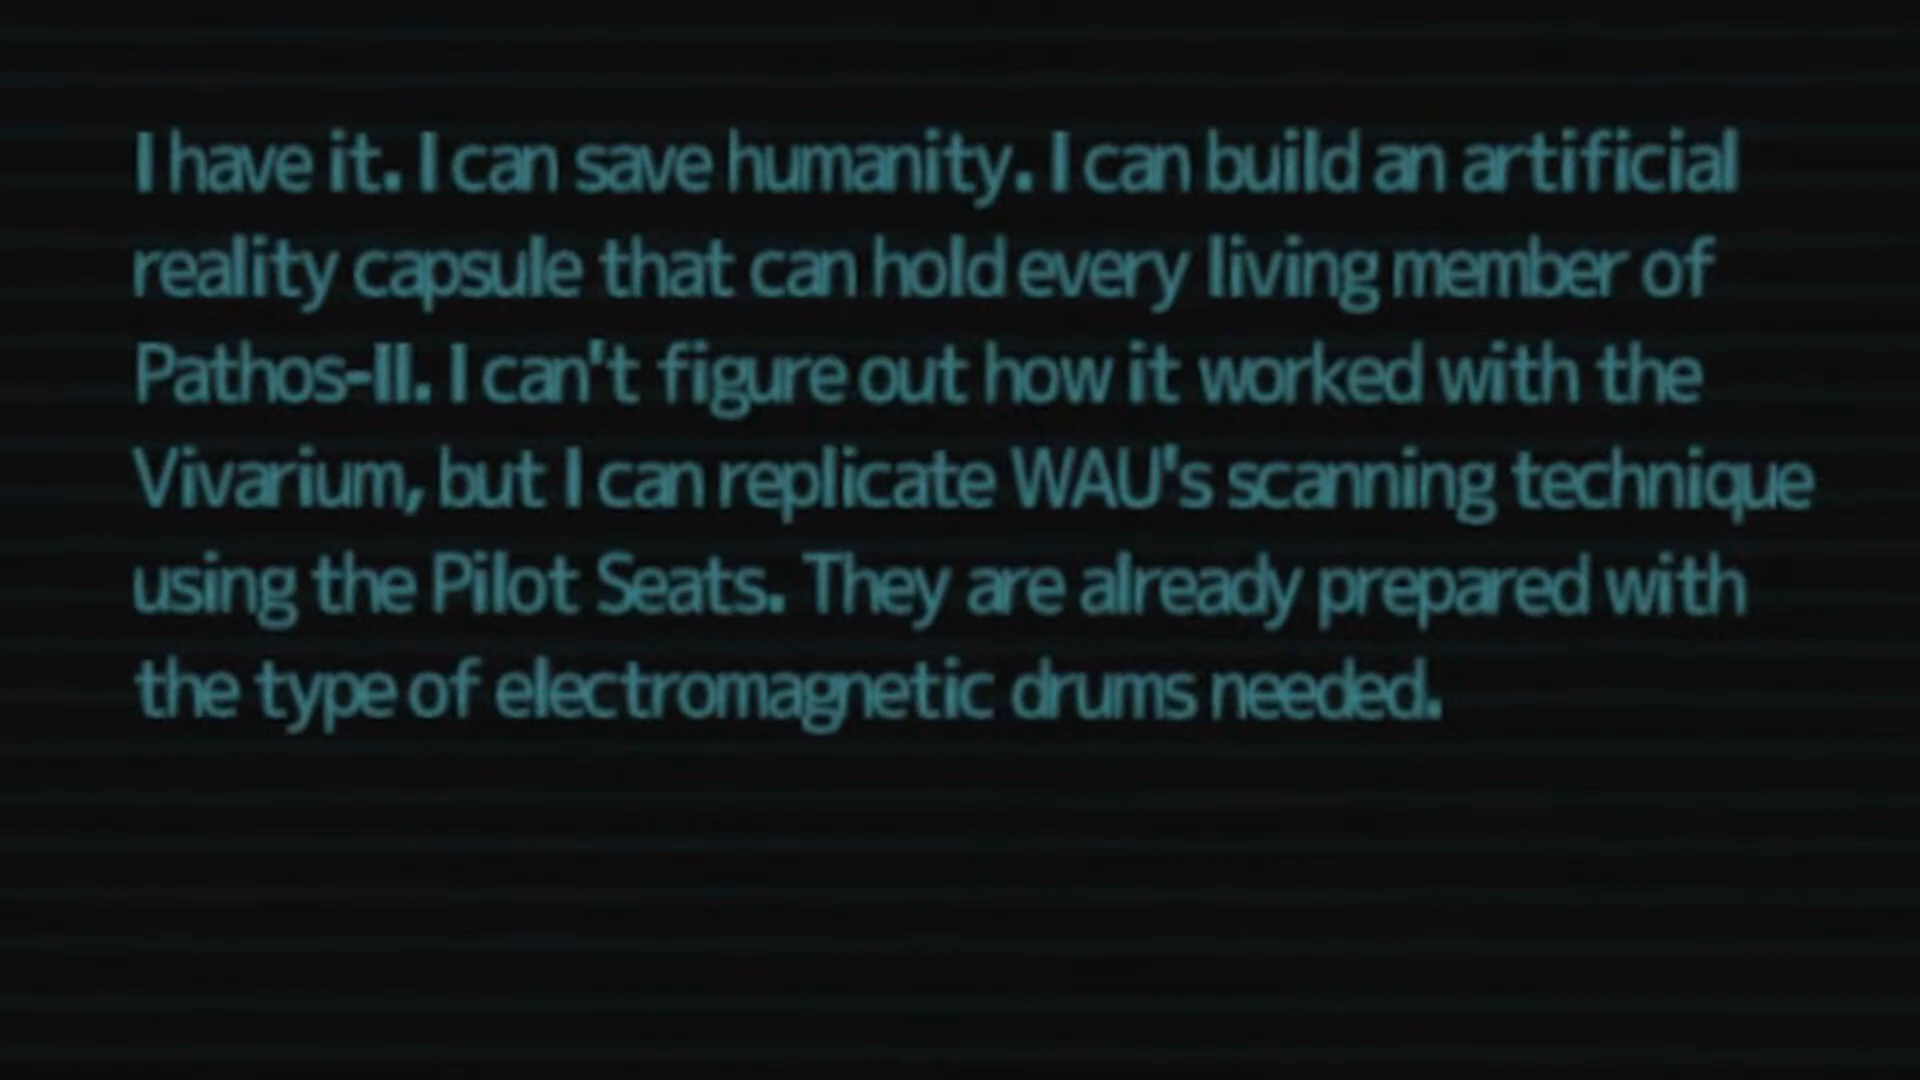 I have it. I can save humanity. I can build an artificial
reality capsule that can hold every living member of
Pathos-II. I can't figure out how it worked with the
Vivarium, but I can replicate WAU's scanning technique
using the Pilot Seats. They are already prepared with
the type of electromagnetic drums needed.